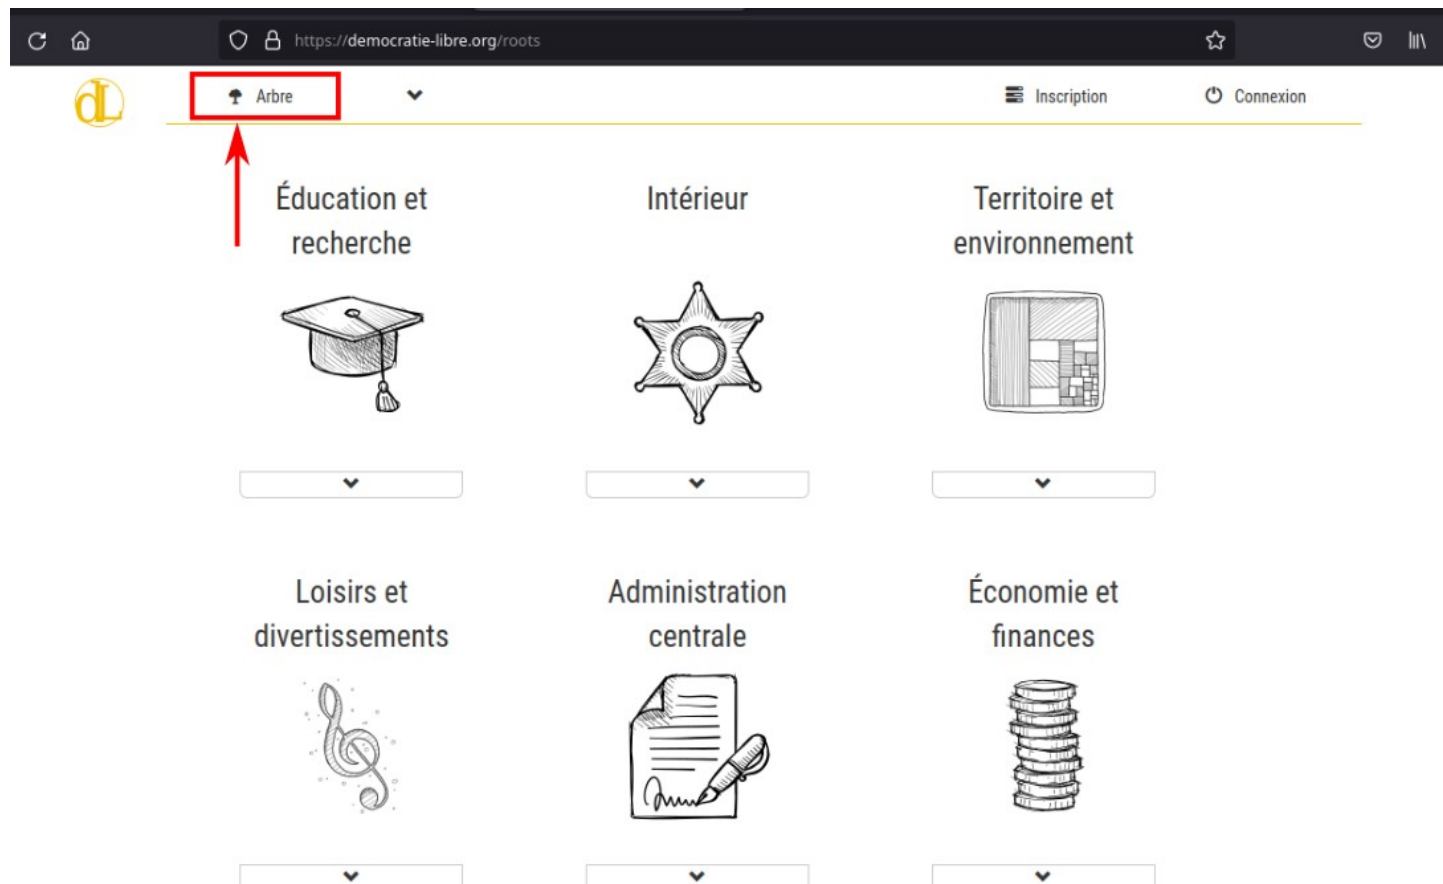 https://democratie-libre.org/roots
dL
Arbre
Inscription
Connexion
Éducation et
recherche
Intérieur
Territoire et
environnement
Loisirs et
divertissements
Administration
centrale
Économie et
finances